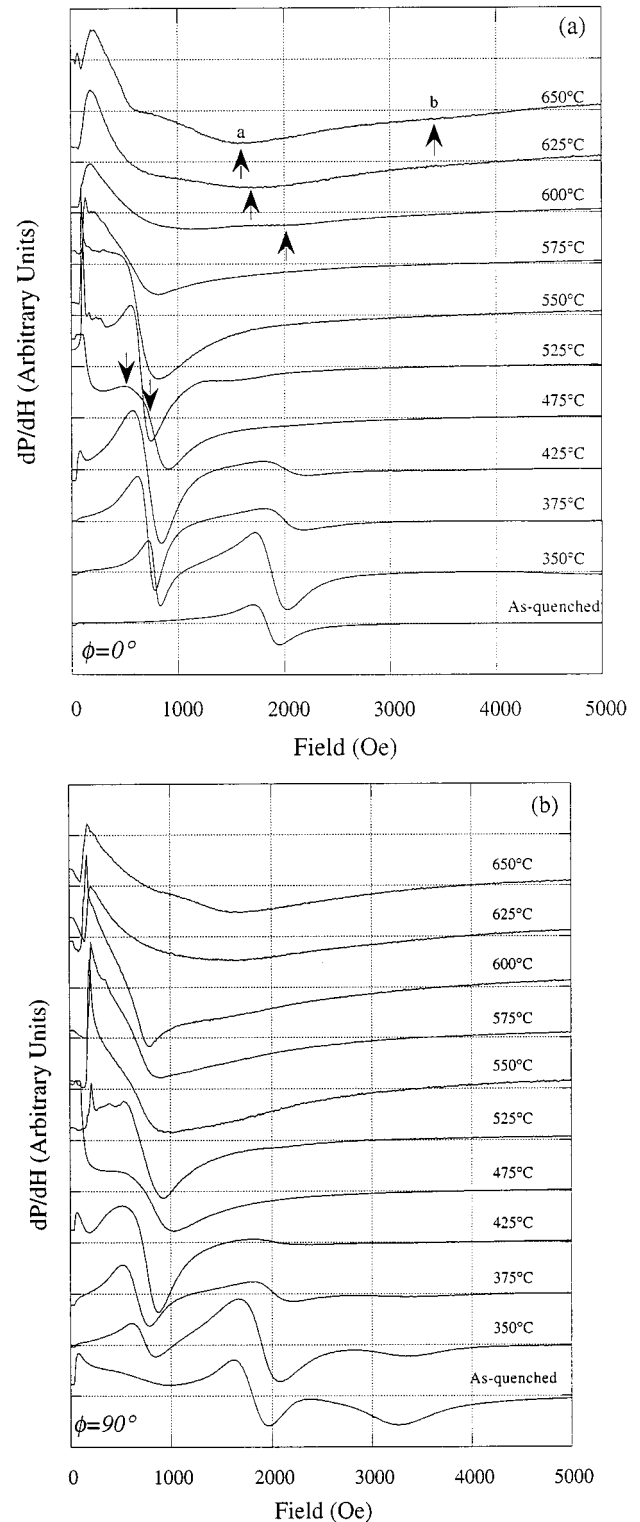 (a)
a
b
650°C
625°C
600°C
575°C
550°C
525°C
475°C
425°C
375°C
350°C
As-quenched
ϕ=0°
dP/dH (Arbitrary Units)
0 1000 2000 3000 4000 5000
Field (Oe)
(b)
650°C
625°C
600°C
575°C
550°C
525°C
475°C
425°C
375°C
350°C
As-quenched
ϕ=90°
dP/dH (Arbitrary Units)
0 1000 2000 3000 4000 5000
Field (Oe)